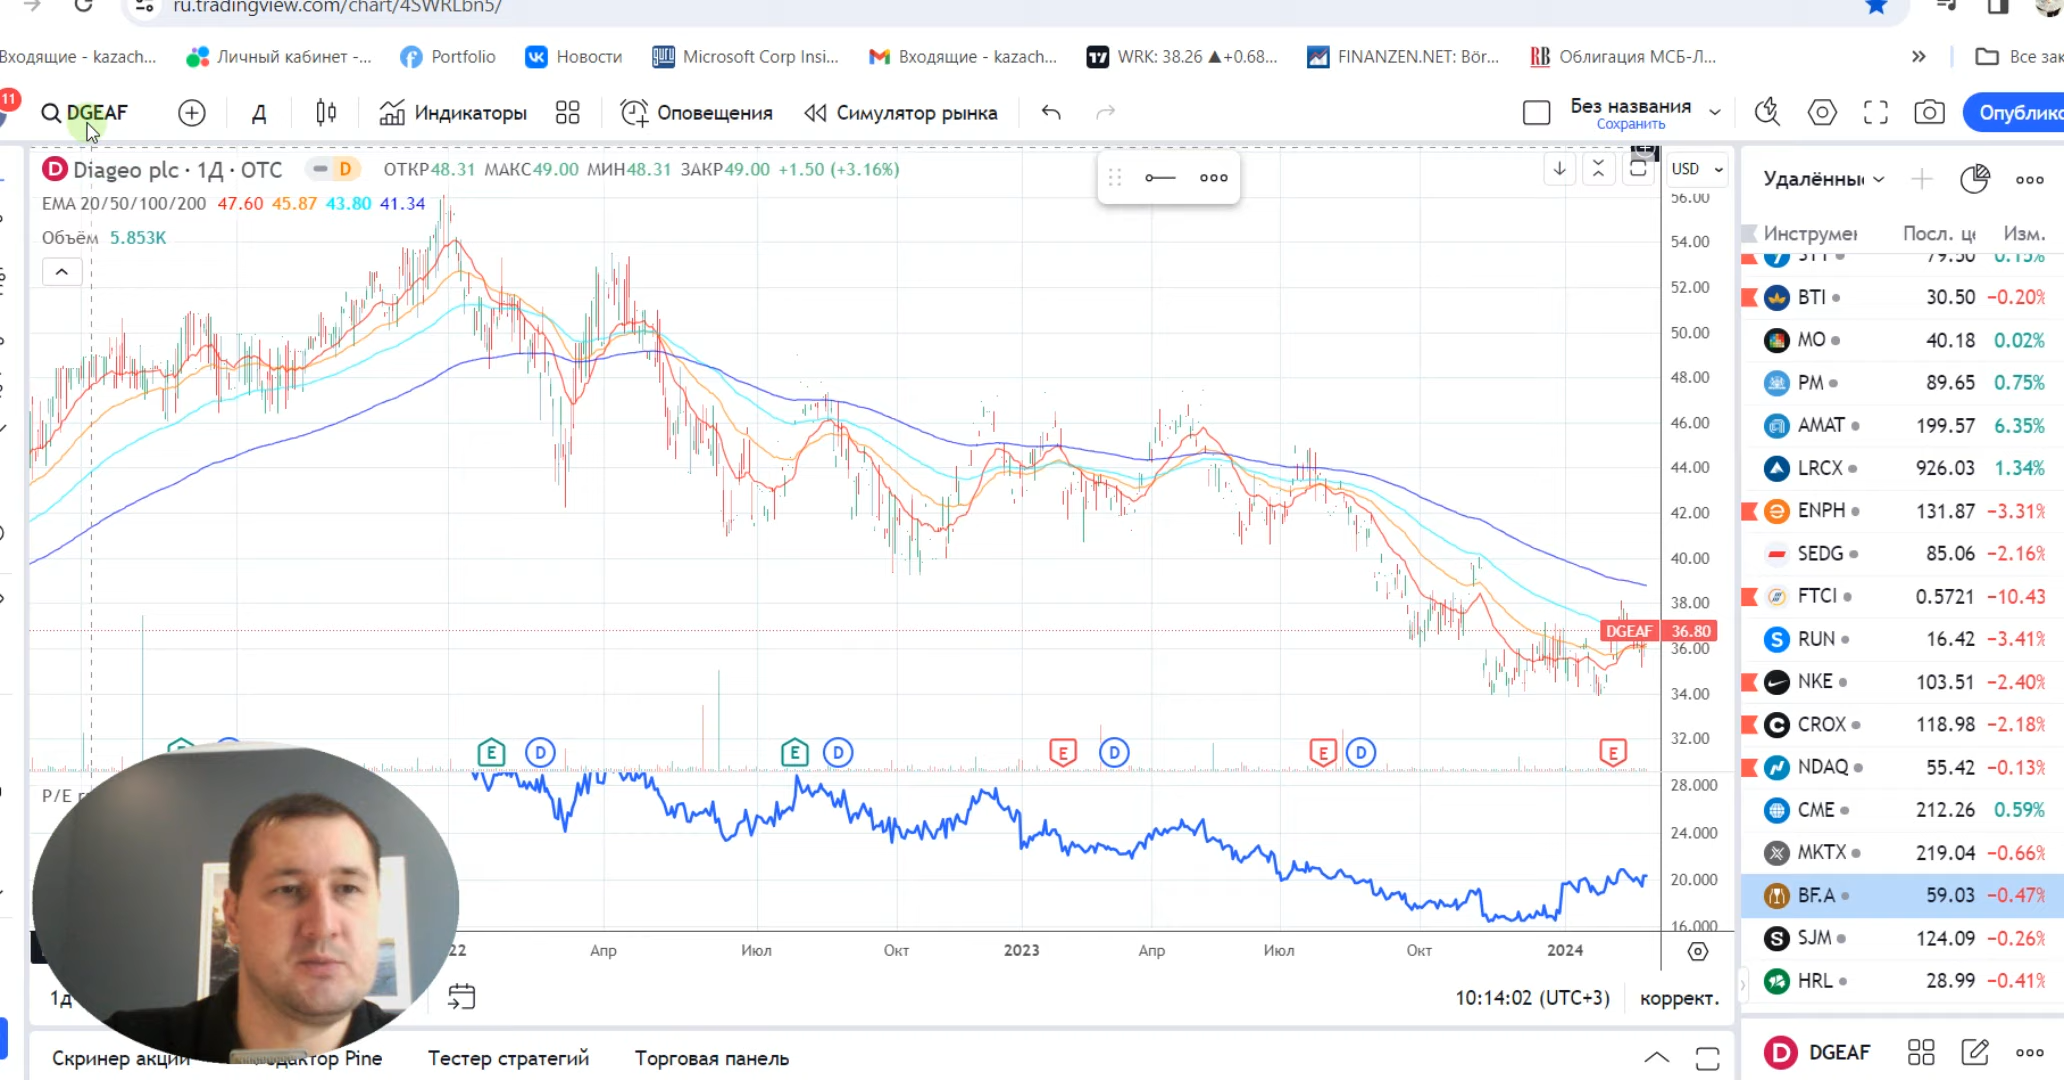 ru.tradingview.com/chart/4SWRLbn5/
Входящие - kazach... Личный кабинет -... Portfolio Новости Microsoft Corp Insi... Входящие - kazach... WRK: 38.26 ▲+0.68... FINANZEN.NET: Bör... Облигация МСБ-Л... » Все зак
11 DGEAF Д Индикаторы Оповещения Симулятор рынка Без названия Опублико
Сохранить
Diageo plc · 1Д · OTC D ОТКР48.31 МАКС49.00 МИН48.31 ЗАКР49.00 +1.50 (+3.16%)
EMA 20/50/100/200 47.60 45.87 43.80 41.34
Объём 5.853K
USD
56.00
54.00
52.00
50.00
48.00
46.00
44.00
42.00
40.00
38.00
DGEAF 36.80
36.00
34.00
32.00
E D E D E D E D E
P/E
28.000
24.000
20.000
16.000
22 Апр Июл Окт 2023 Апр Июл Окт 2024
1д 10:14:02 (UTC+3) коррект.
Скринер акций тор Pine Тестер стратегий Торговая панель
Удалённы
Инструмен Посл. це Изм.
79.50 0.15%
BTI 30.50 −0.20%
MO 40.18 0.02%
PM 89.65 0.75%
AMAT 199.57 6.35%
LRCX 926.03 1.34%
ENPH 131.87 −3.31%
SEDG 85.06 −2.16%
FTCI 0.5721 −10.43
RUN 16.42 −3.41%
NKE 103.51 −2.40%
CROX 118.98 −2.18%
NDAQ 55.42 −0.13%
CME 212.26 0.59%
MKTX 219.04 −0.66%
BF.A 59.03 −0.47%
SJM 124.09 −0.26%
HRL 28.99 −0.41%
DGEAF